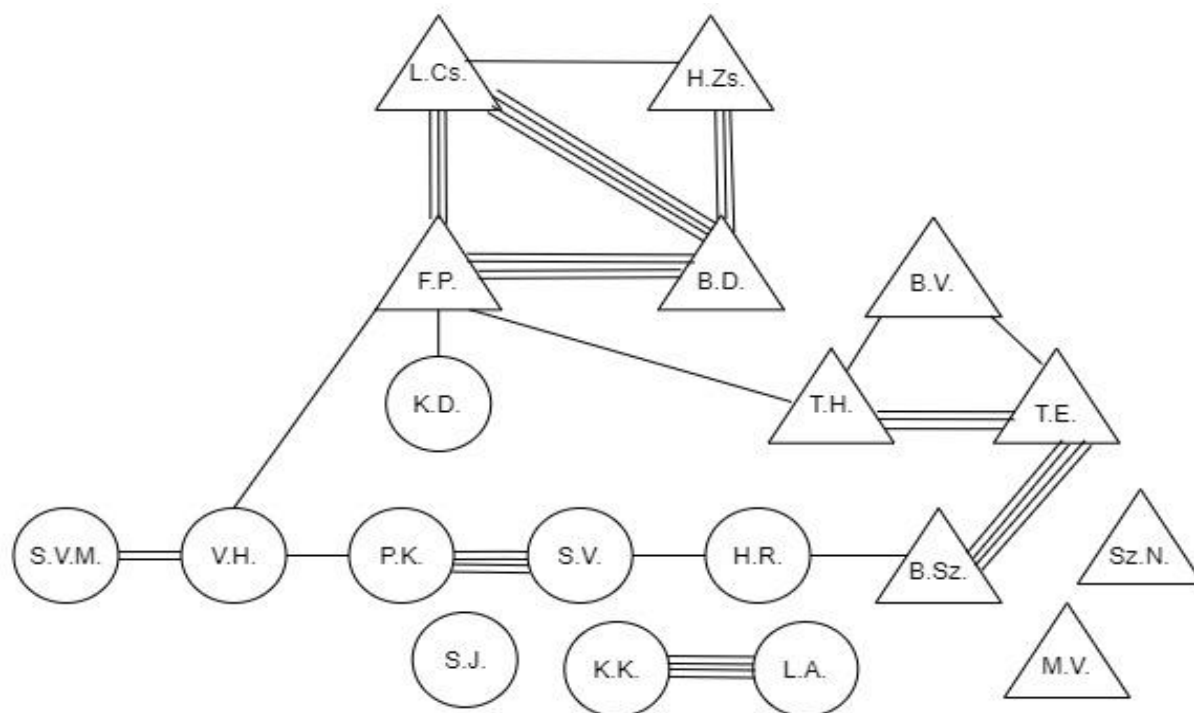 L.Cs.
H.Zs.
F.P.
B.D.
B.V.
K.D.
T.H.
T.E.
S.V.M.
V.H.
P.K.
S.V.
H.R.
B.Sz.
Sz.N.
S.J.
K.K.
L.A.
M.V.